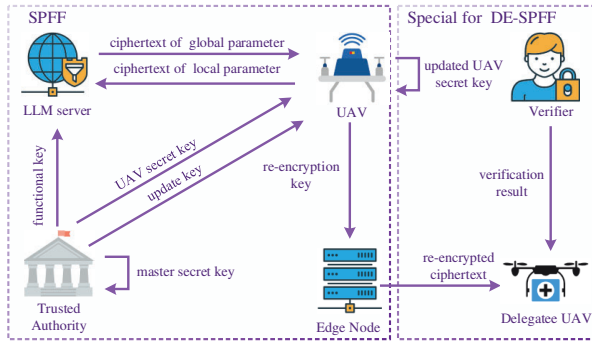 SPFF
Special for DE-SPFF
ciphertext of global parameter
ciphertext of local parameter
LLM server
UAV
updated UAV
secret key
Verifier
functional key
UAV secret key
update key
re-encryption
key
verification
result
master secret key
re-encrypted
ciphertext
Trusted
Authority
Edge Node
Delegatee UAV